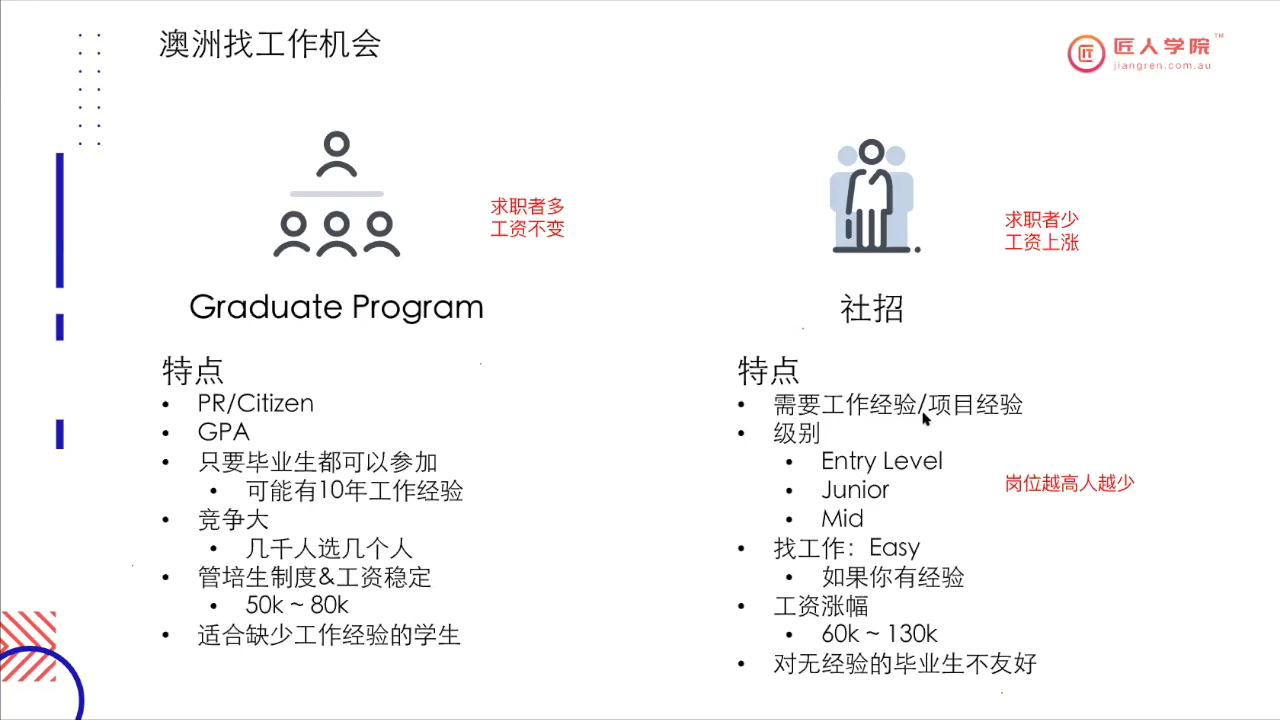 澳洲找工作机会
匠 匠人学院™
jiangren.com.au
求职者多
工资不变
Graduate Program
特点
• PR/Citizen
• GPA
• 只要毕业生都可以参加
• 可能有10年工作经验
• 竞争大
• 几千人选几个人
• 管培生制度&工资稳定
• 50k ~ 80k
• 适合缺少工作经验的学生
求职者少
工资上涨
社招
特点
• 需要工作经验/项目经验
• 级别
• Entry Level
• Junior
• Mid
岗位越高人越少
• 找工作：Easy
• 如果你有经验
• 工资涨幅
• 60k ~ 130k
• 对无经验的毕业生不友好